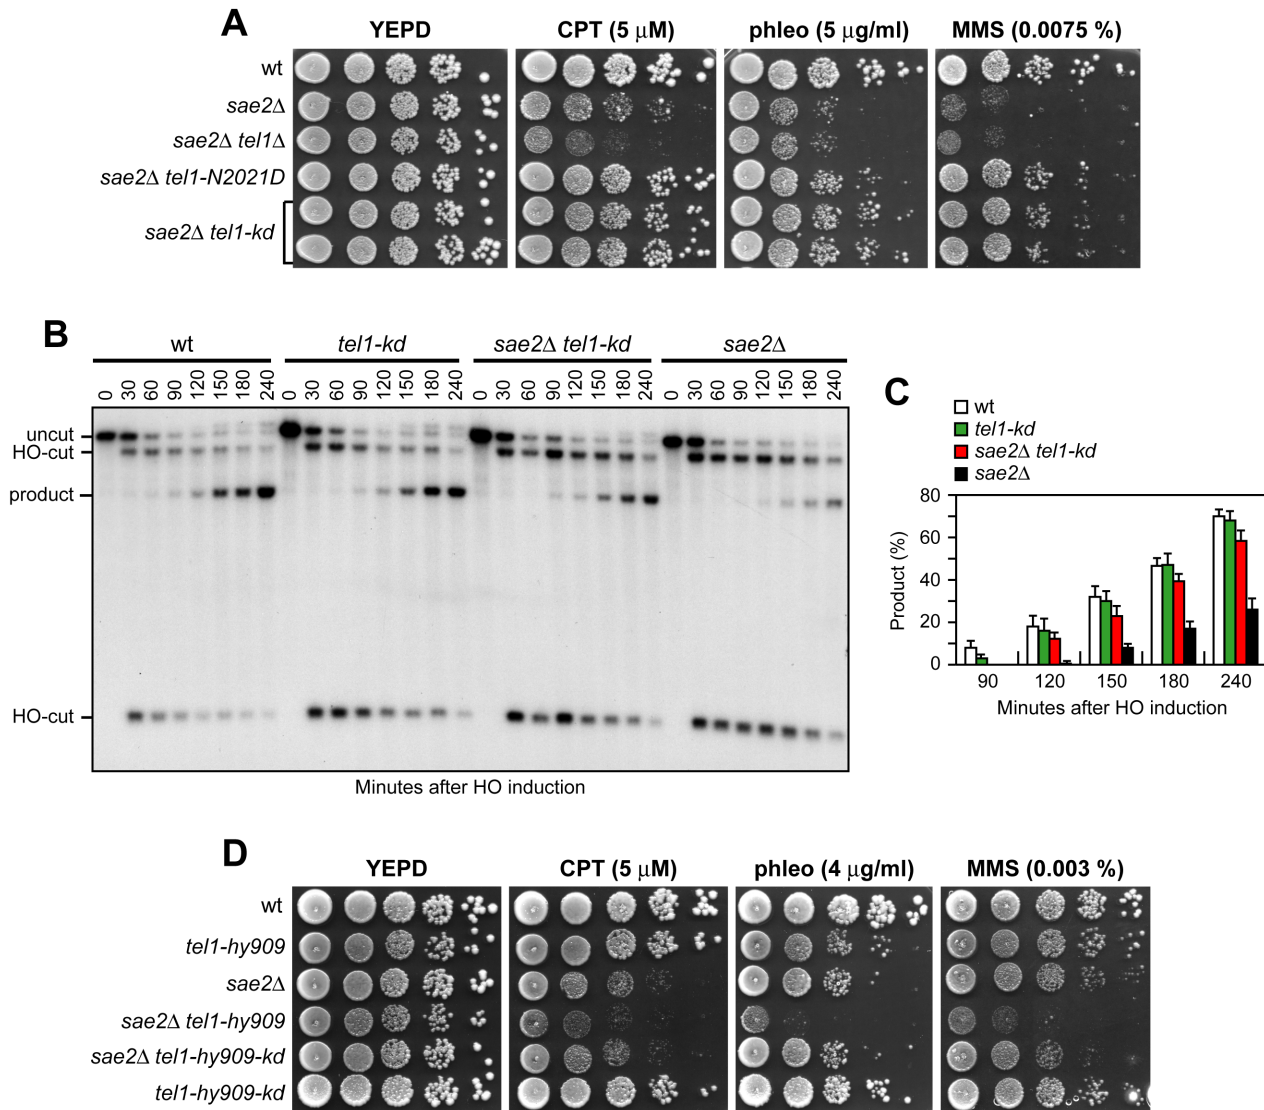 A
YEPD CPT (5 μM) phleo (5 μg/ml) MMS (0.0075 %)
wt
sae2Δ
sae2Δ tel1Δ
sae2Δ tel1-N2021D
sae2Δ tel1-kd
B
wt tel1-kd sae2Δ tel1-kd sae2Δ
0 30 60 90 120 150 180 240 0 30 60 90 120 150 180 240 0 30 60 90 120 150 180 240 0 30 60 90 120 150 180 240
uncut
HO-cut
product
HO-cut
Minutes after HO induction
C
wt
tel1-kd
sae2Δ tel1-kd
sae2Δ
Product (%)
80
60
40
20
0
90 120 150 180 240
Minutes after HO induction
D
YEPD CPT (5 μM) phleo (4 μg/ml) MMS (0.003 %)
wt
tel1-hy909
sae2Δ
sae2Δ tel1-hy909
sae2Δ tel1-hy909-kd
tel1-hy909-kd